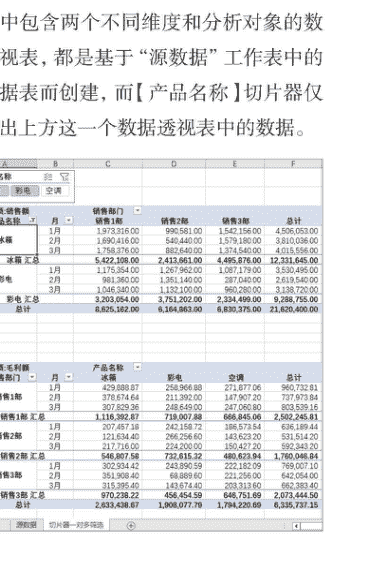 中包含两个不同维度和分析对象的数
视表，都是基于“源数据”工作表中的
据表而创建，而【产品名称】切片器仅
出上方这一个数据透视表中的数据。
A B C D E F
名称
彩电 空调
项:销售额 销售部门
品名称 月 销售1部 销售2部 销售3部 总计
冰箱 1月 1,973,316.00 990,581.00 1,542,156.00 4,506,053.00
2月 1,690,416.00 540,440.00 1,579,180.00 3,810,036.00
3月 1,758,376.00 882,640.00 1,374,540.00 4,015,556.00
冰箱 汇总 5,422,108.00 2,413,661.00 4,495,876.00 12,331,645.00
彩电 1月 1,175,354.00 1,267,962.00 1,087,179.00 3,530,495.00
2月 981,360.00 1,351,140.00 287,040.00 2,619,540.00
3月 1,046,340.00 1,132,100.00 960,280.00 3,138,720.00
彩电 汇总 3,203,054.00 3,751,202.00 2,334,499.00 9,288,755.00
总计 8,625,162.00 6,164,863.00 6,830,375.00 21,620,400.00
项:毛利额 产品名称
售部门 月 冰箱 彩电 空调 总计
销售1部 1月 429,888.87 258,966.88 271,877.06 960,732.81
2月 378,674.64 211,392.00 147,907.20 737,973.84
3月 307,829.36 248,649.00 247,060.80 803,539.16
销售1部 汇总 1,116,392.87 719,007.88 666,845.06 2,502,245.81
销售2部 1月 207,457.18 242,158.72 186,573.54 636,189.44
2月 121,634.40 266,256.60 143,623.20 531,514.20
3月 217,716.00 224,200.00 150,427.20 592,343.20
销售2部 汇总 546,807.58 732,615.32 480,623.94 1,760,046.84
销售3部 1月 302,934.42 243,890.59 222,182.09 769,007.10
2月 351,908.40 68,889.60 221,256.00 642,054.00
3月 315,395.40 143,674.40 203,313.60 662,383.40
销售3部 汇总 970,238.22 456,454.59 646,751.69 2,073,444.50
总计 2,633,438.67 1,908,077.79 1,794,220.69 6,335,737.15
源数据 切片器一对多筛选